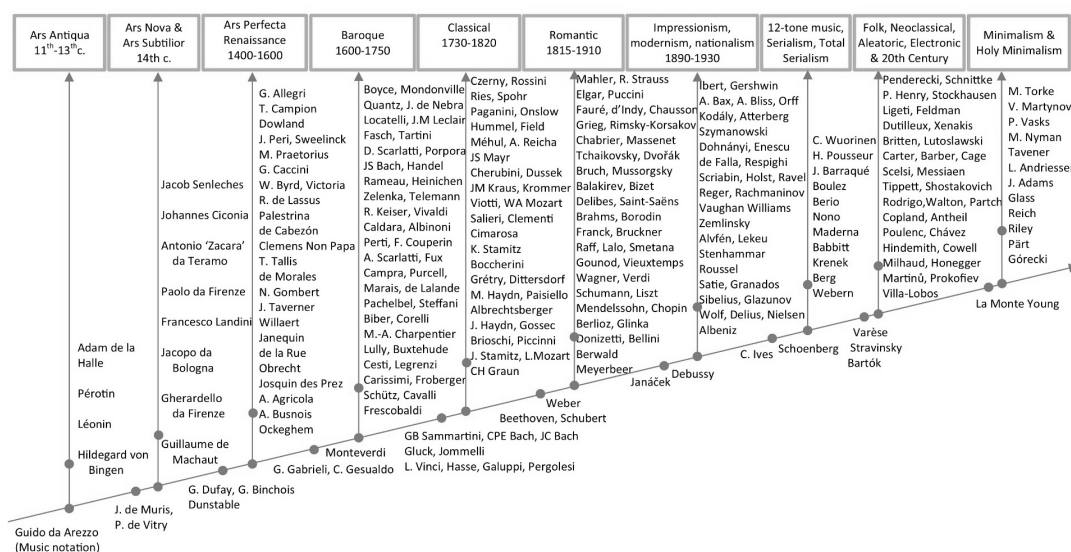 Ars Antiqua
11th-13thc.
Ars Nova &
Ars Subtilior
14th c.
Ars Perfecta
Renaissance
1400-1600
Baroque
1600-1750
Classical
1730-1820
Romantic
1815-1910
Impressionism,
modernism, nationalism
1890-1930
12-tone music,
Serialism, Total
Serialism
Folk, Neoclassical,
Aleatoric, Electronic
& 20th Century
Minimalism &
Holy Minimalism
Adam de la
Halle
Pérotin
Léonin
Hildegard von
Bingen
Guido da Arezzo
(Music notation)
Jacob Senleches
Johannes Ciconia
Antonio ‘Zacara’
da Teramo
Paolo da Firenze
Francesco Landini
Jacopo da
Bologna
Gherardello
da Firenze
Guillaume de
Machaut
J. de Muris,
P. de Vitry
G. Allegri
T. Campion
Dowland
J. Peri, Sweelinck
M. Praetorius
G. Caccini
W. Byrd, Victoria
R. de Lassus
Palestrina
de Cabezón
Clemens Non Papa
T. Tallis
de Morales
N. Gombert
J. Taverner
Willaert
Janequin
de la Rue
Obrecht
Josquin des Prez
A. Agricola
A. Busnois
Ockeghem
G. Dufay, G. Binchois
Dunstable
Boyce, Mondonville
Quantz, J. de Nebra
Locatelli, J.M Leclair
Fasch, Tartini
D. Scarlatti, Porpora
JS Bach, Handel
Rameau, Heinichen
Zelenka, Telemann
R. Keiser, Vivaldi
Caldara, Albinoni
Perti, F. Couperin
A. Scarlatti, Fux
Campra, Purcell,
Marais, de Lalande
Pachelbel, Steffani
Biber, Corelli
M.-A. Charpentier
Lully, Buxtehude
Cesti, Legrenzi
Carissimi, Froberger
Schütz, Cavalli
Frescobaldi
Monteverdi
G. Gabrieli, C. Gesualdo
Czerny, Rossini
Ries, Spohr
Paganini, Onslow
Hummel, Field
Méhul, A. Reicha
JS Mayr
Cherubini, Dussek
JM Kraus, Krommer
Viotti, WA Mozart
Salieri, Clementi
Cimarosa
K. Stamitz
Boccherini
Grétry, Dittersdorf
M. Haydn, Paisiello
Albrechtsberger
J. Haydn, Gossec
Brioschi, Piccinni
J. Stamitz, L.Mozart
CH Graun
GB Sammartini, CPE Bach, JC Bach
Gluck, Jommelli
L. Vinci, Hasse, Galuppi, Pergolesi
Mahler, R. Strauss
Elgar, Puccini
Fauré, d’Indy, Chausson
Grieg, Rimsky-Korsakov
Chabrier, Massenet
Tchaikovsky, Dvořák
Bruch, Mussorgsky
Balakirev, Bizet
Delibes, Saint-Saëns
Brahms, Borodin
Franck, Bruckner
Raff, Lalo, Smetana
Gounod, Vieuxtemps
Wagner, Verdi
Schumann, Liszt
Mendelssohn, Chopin
Berlioz, Glinka
Donizetti, Bellini
Berwald
Meyerbeer
Weber
Beethoven, Schubert
Ibert, Gershwin
A. Bax, A. Bliss, Orff
Kodály, Atterberg
Szymanowski
Dohnányi, Enescu
de Falla, Respighi
Scriabin, Holst, Ravel
Reger, Rachmaninov
Vaughan Williams
Zemlinsky
Alfvén, Lekeu
Stenhammar
Roussel
Satie, Granados
Sibelius, Glazunov
Wolf, Delius, Nielsen
Albeniz
Debussy
Janáček
C. Wuorinen
H. Pousseur
J. Barraqué
Boulez
Berio
Nono
Maderna
Babbitt
Krenek
Berg
Webern
Schoenberg
C. Ives
Penderecki, Schnittke
P. Henry, Stockhausen
Ligeti, Feldman
Dutilleux, Xenakis
Britten, Lutoslawski
Carter, Barber, Cage
Scelsi, Messiaen
Tippett, Shostakovich
Rodrigo,Walton, Partch
Copland, Antheil
Poulenc, Chávez
Hindemith, Cowell
Milhaud, Honegger
Martinů, Prokofiev
Villa-Lobos
Varèse
Stravinsky
Bartók
M. Torke
V. Martynov
P. Vasks
M. Nyman
Tavener
L. Andriessen
J. Adams
Glass
Reich
Riley
Pärt
Górecki
La Monte Young